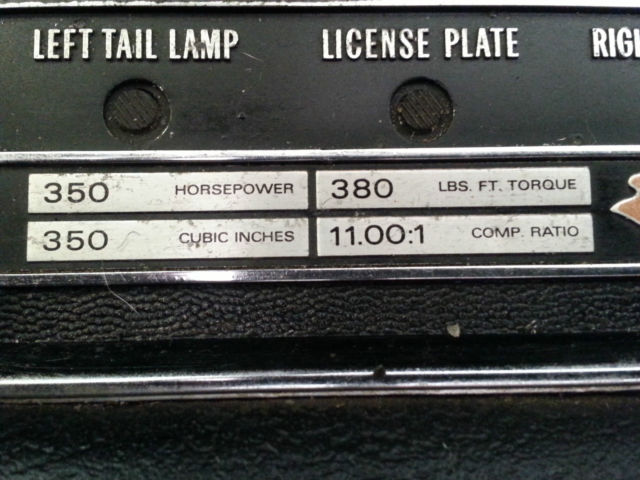 LEFT TAIL LAMP LICENSE PLATE
350 HORSEPOWER 380 LBS. FT. TORQUE
350 CUBIC INCHES 11.00:1 COMP. RATIO